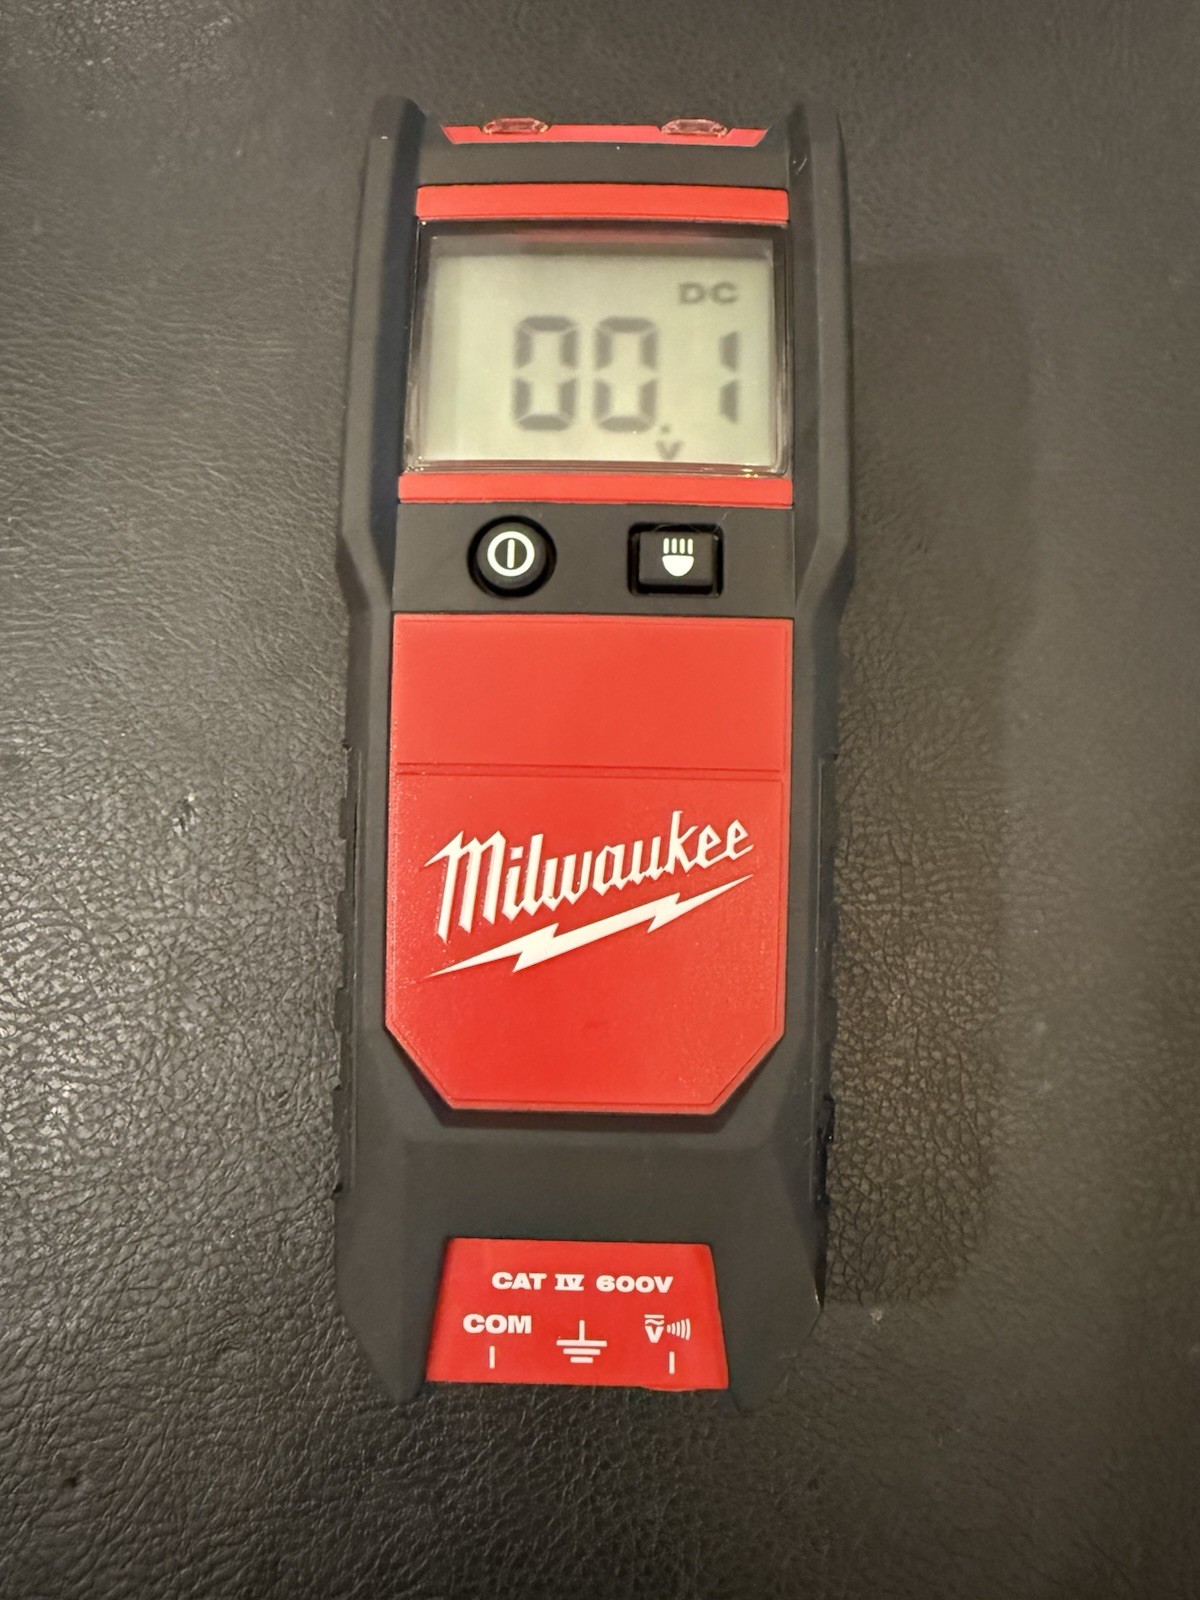 DC
00.1
V
Milwaukee
CAT IV 600V
COM V